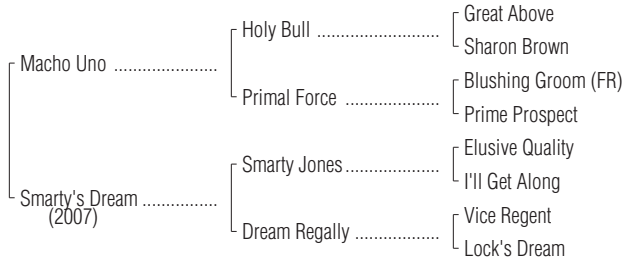 Great Above
Holy Bull ............................
Sharon Brown
Macho Uno .....................
Blushing Groom (FR)
Primal Force .....................
Prime Prospect
Elusive Quality
Smarty Jones .....................
I'll Get Along
Smarty's Dream ................
(2007)
Vice Regent
Dream Regally ...................
Lock's Dream